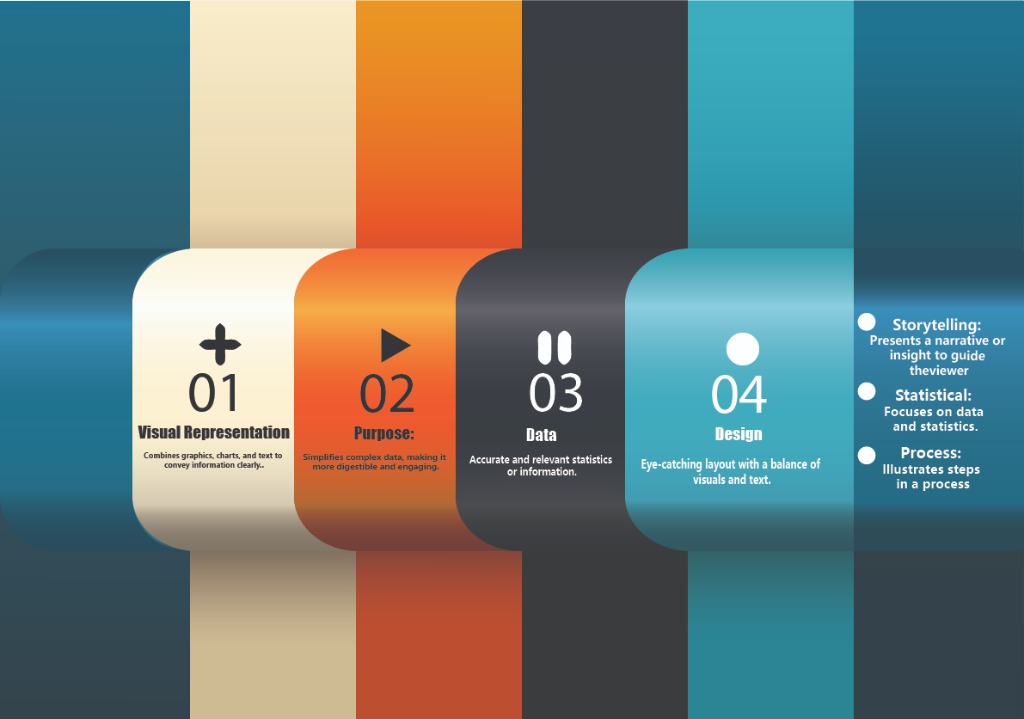 01
Visual Representation
Combines graphics, charts, and text to
convey information clearly..
02
Purpose:
Simplifies complex data, making it
more digestible and engaging.
03
Data
Accurate and relevant statistics
or information.
04
Design
Eye-catching layout with a balance of
visuals and text.
Storytelling:
Presents a narrative or
insight to guide
theviewer
Statistical:
Focuses on data
and statistics.
Process:
Illustrates steps
in a process